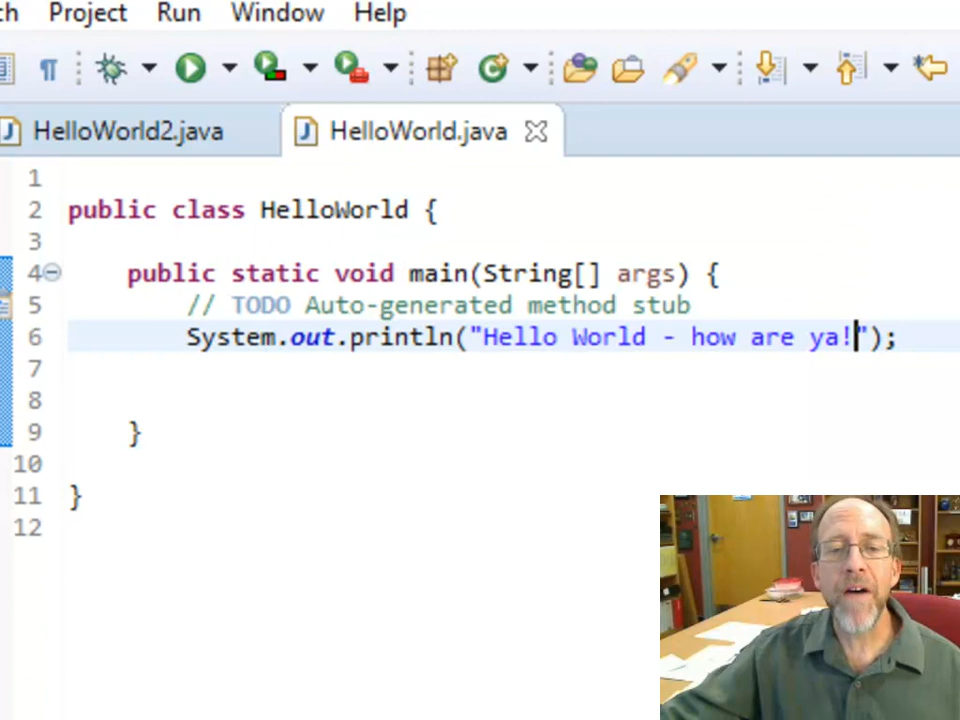 Project Run Window Help
HelloWorld2.java HelloWorld.java
1
2 public class HelloWorld {
3
4 public static void main(String[] args) {
5 // TODO Auto-generated method stub
6 System.out.println("Hello World - how are ya!");
7
8
9 }
10
11 }
12